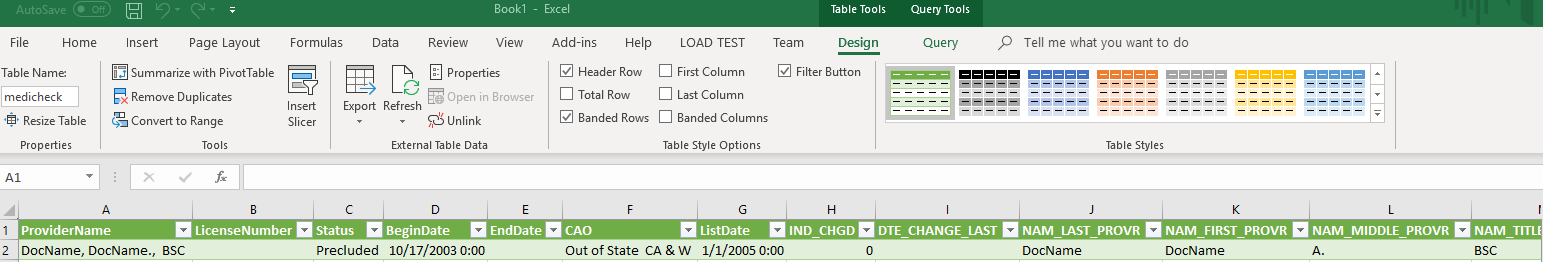 AutoSave Off Book1 - Excel Table Tools Query Tools
File Home Insert Page Layout Formulas Data Review View Add-ins Help LOAD TEST Team Design Query Tell me what you want to do
Table Name:
medicheck
Resize Table
Properties
Summarize with PivotTable
Remove Duplicates
Convert to Range
Insert
Slicer
Tools
Export
Refresh
Properties
Open in Browser
Unlink
External Table Data
Header Row First Column Filter Button
Total Row Last Column
Banded Rows Banded Columns
Table Style Options
Table Styles
A1 fx
A B C D E F G H I J K L
1 ProviderName LicenseNumber Status BeginDate EndDate CAO ListDate IND_CHGD DTE_CHANGE_LAST NAM_LAST_PROVR NAM_FIRST_PROVR NAM_MIDDLE_PROVR NAM_TITL
2 DocName, DocName., BSC Precluded 10/17/2003 0:00 Out of State CA & W 1/1/2005 0:00 0 DocName DocName A. BSC